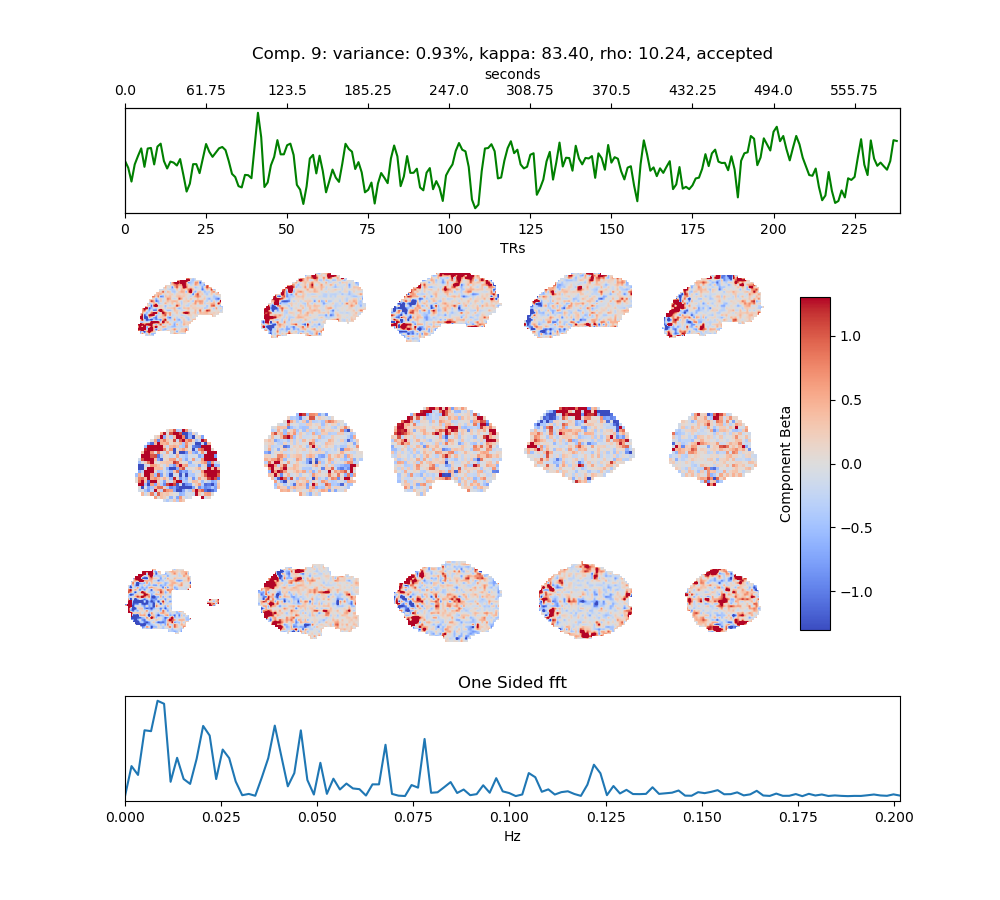 Comp. 9: variance: 0.93%, kappa: 83.40, rho: 10.24, accepted
seconds
0.0 61.75 123.5 185.25 247.0 308.75 370.5 432.25 494.0 555.75
0 25 50 75 100 125 150 175 200 225
TRs
1.0
0.5
0.0
−0.5
−1.0
Component Beta
One Sided fft
0.000 0.025 0.050 0.075 0.100 0.125 0.150 0.175 0.200
Hz